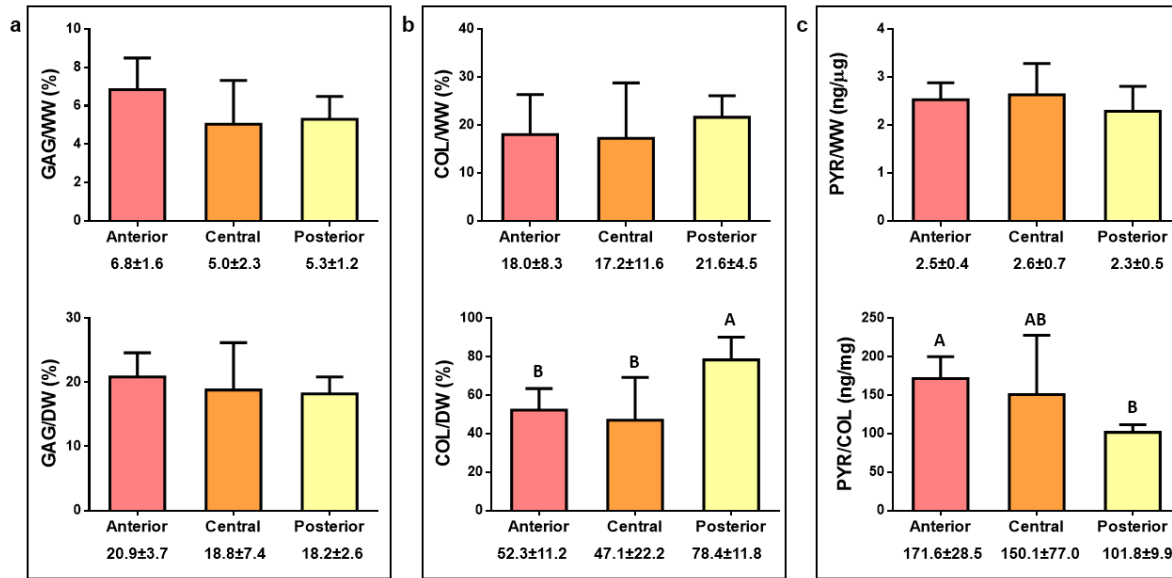 a
GAG/WW (%)
10
8
6
4
2
0
Anterior Central Posterior
6.8±1.6 5.0±2.3 5.3±1.2
GAG/DW (%)
30
20
10
0
Anterior Central Posterior
20.9±3.7 18.8±7.4 18.2±2.6
b
COL/WW (%)
40
30
20
10
0
Anterior Central Posterior
18.0±8.3 17.2±11.6 21.6±4.5
COL/DW (%)
100
80
60
40
20
0
B B A
Anterior Central Posterior
52.3±11.2 47.1±22.2 78.4±11.8
c
PYR/WW (ng/µg)
4
3
2
1
0
Anterior Central Posterior
2.5±0.4 2.6±0.7 2.3±0.5
PYR/COL (ng/mg)
250
200
150
100
50
0
A AB B
Anterior Central Posterior
171.6±28.5 150.1±77.0 101.8±9.9